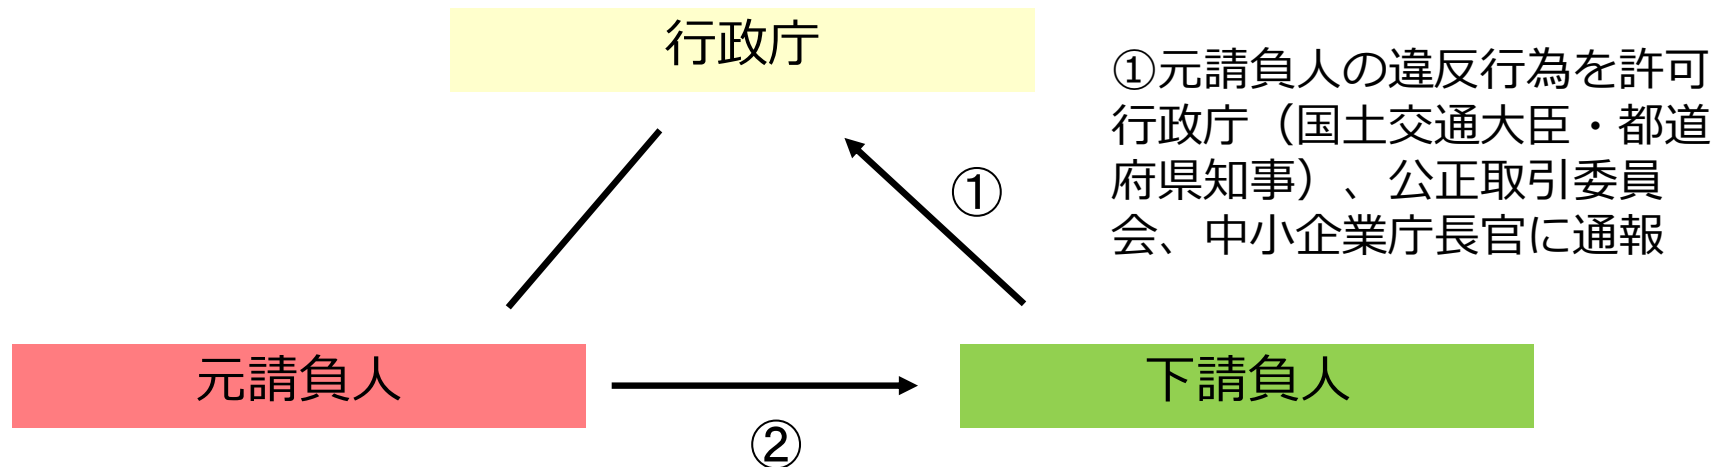 行政庁
①元請負人の違反行為を許可
行政庁（国土交通大臣・都道
府県知事）、公正取引委員
会、中小企業庁長官に通報
①
元請負人
下請負人
②